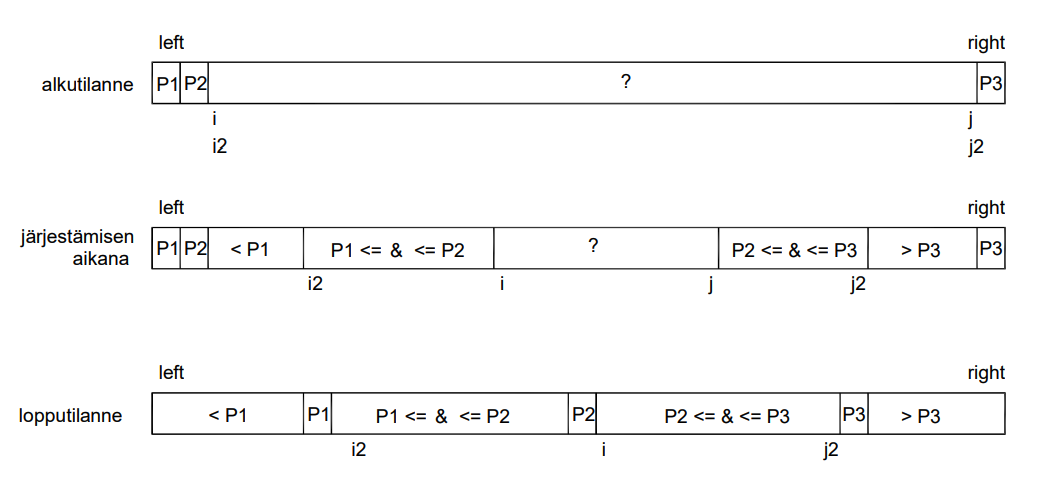 left right
alkutilanne P1 P2 ? P3
i j
i2 j2
left right
järjestämisen aikana P1 P2 < P1 P1 <= & <= P2 ? P2 <= & <= P3 > P3 P3
i2 i j j2
left right
lopputilanne < P1 P1 P1 <= & <= P2 P2 P2 <= & <= P3 P3 > P3
i2 i j2